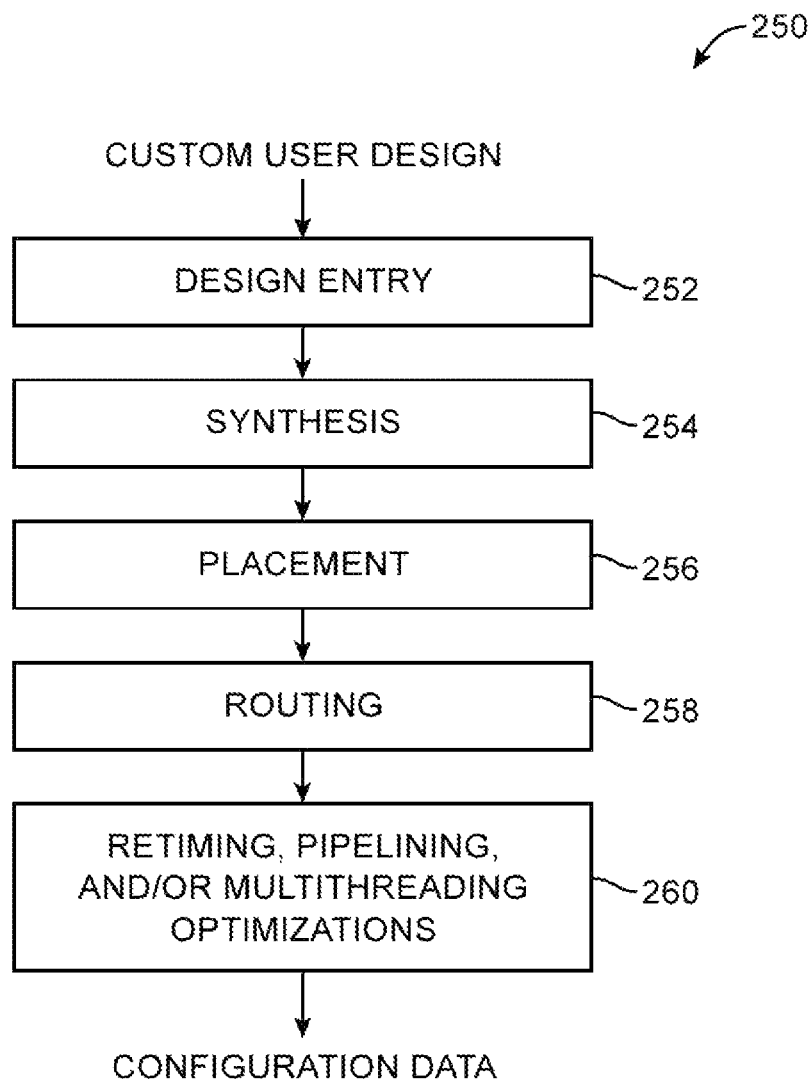 250
CUSTOM USER DESIGN
DESIGN ENTRY
252
SYNTHESIS
254
PLACEMENT
256
ROUTING
258
RETIMING, PIPELINING,
AND/OR MULTITHREADING
OPTIMIZATIONS
260
CONFIGURATION DATA